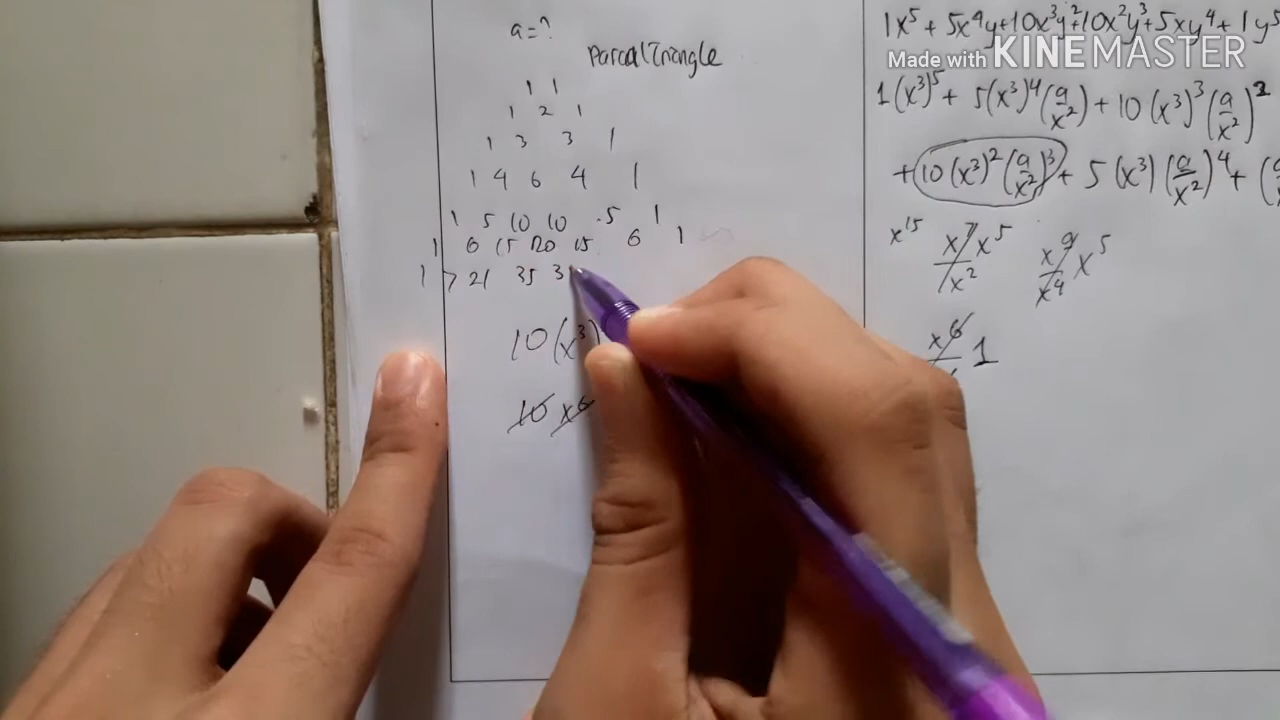 a=?
Parcal Triangle
1 1
1 2 1
1 3 3 1
1 4 6 4 1
1 5 10 10 5 1
1 6 15 20 15 6 1
1 7 21 35 3
10(x³)
10 x⁶
1x⁵ + 5x⁴y+10x³y²+10x²y³+5xy⁴+1y⁵
Made with KINEMASTER
1(x³)⁵ + 5(x³)⁴(a/x²) + 10(x³)³(a/x²)²
+10(x³)²(a/x²)³ + 5(x³)(a/x²)⁴ + (
x¹⁵ x⁷/x² x⁵ x⁹/x⁴ x⁵
x⁶ 1